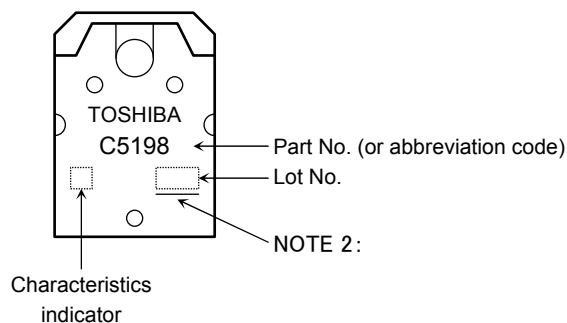 TOSHIBA
C5198
Part No. (or abbreviation code)
Lot No.
NOTE 2:
Characteristics
indicator